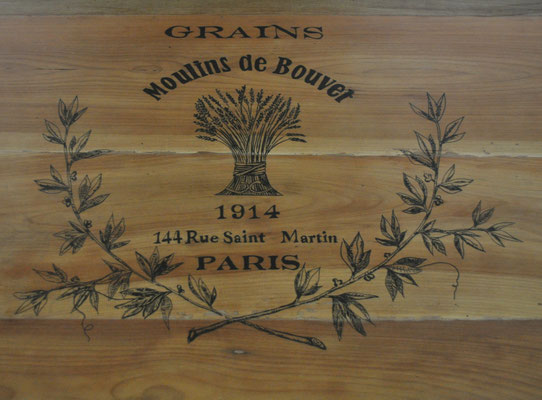 GRAINS
Moulins de Bouvet
1914
144 Rue Saint Martin
PARIS